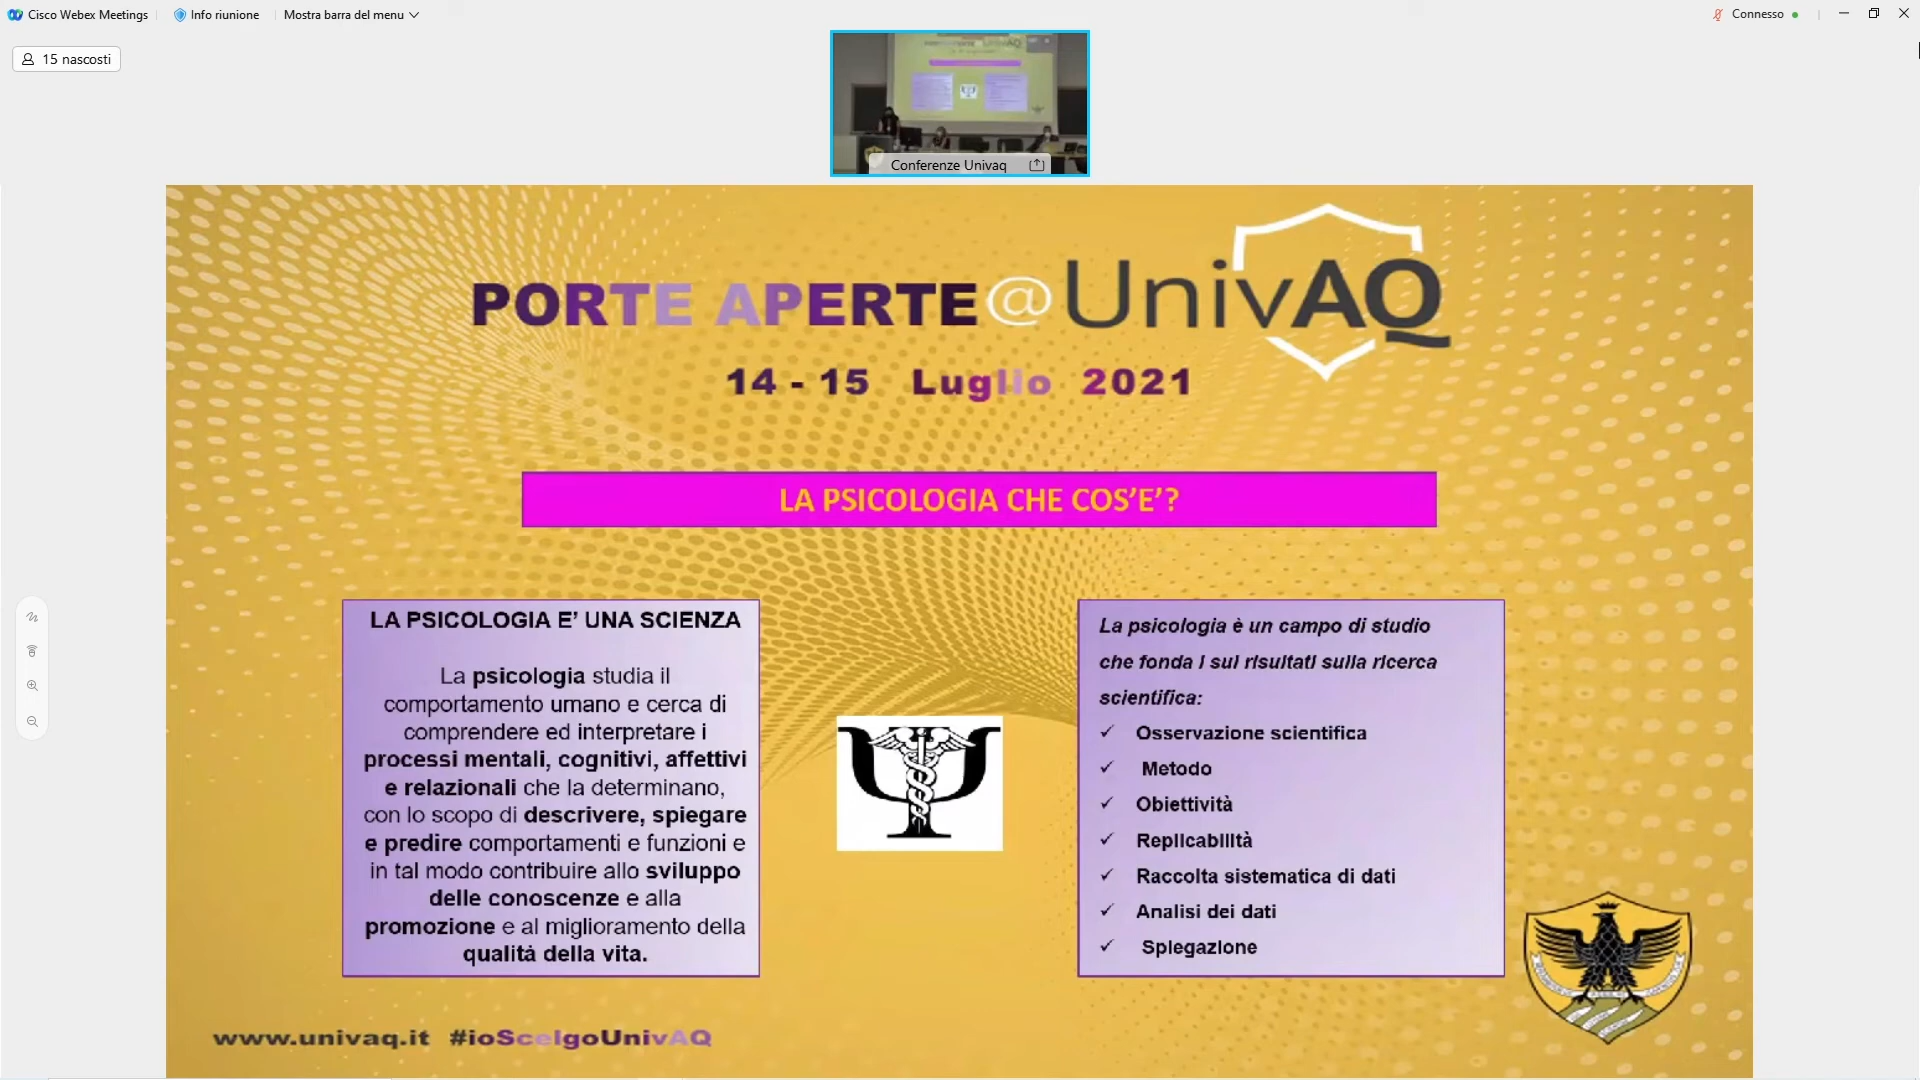 Cisco Webex Meetings
Info riunione
Mostra barra del menu
Connesso
15 nascosti
Conferenze Univaq
PORTE APERTE@UnivAQ
14 - 15 Luglio 2021
LA PSICOLOGIA CHE COS'E'?
LA PSICOLOGIA E' UNA SCIENZA
La psicologia studia il
comportamento umano e cerca di
comprendere ed interpretare i
processi mentali, cognitivi, affettivi
e relazionali che la determinano,
con lo scopo di descrivere, spiegare
e predire comportamenti e funzioni e
in tal modo contribuire allo sviluppo
delle conoscenze e alla
promozione e al miglioramento della
qualità della vita.
La psicologia è un campo di studio
che fonda i sui risultati sulla ricerca
scientifica:
✓ Osservazione scientifica
✓ Metodo
✓ Obiettività
✓ Replicabilità
✓ Raccolta sistematica di dati
✓ Analisi dei dati
✓ Spiegazione
www.univaq.it #ioScelgoUnivAQ